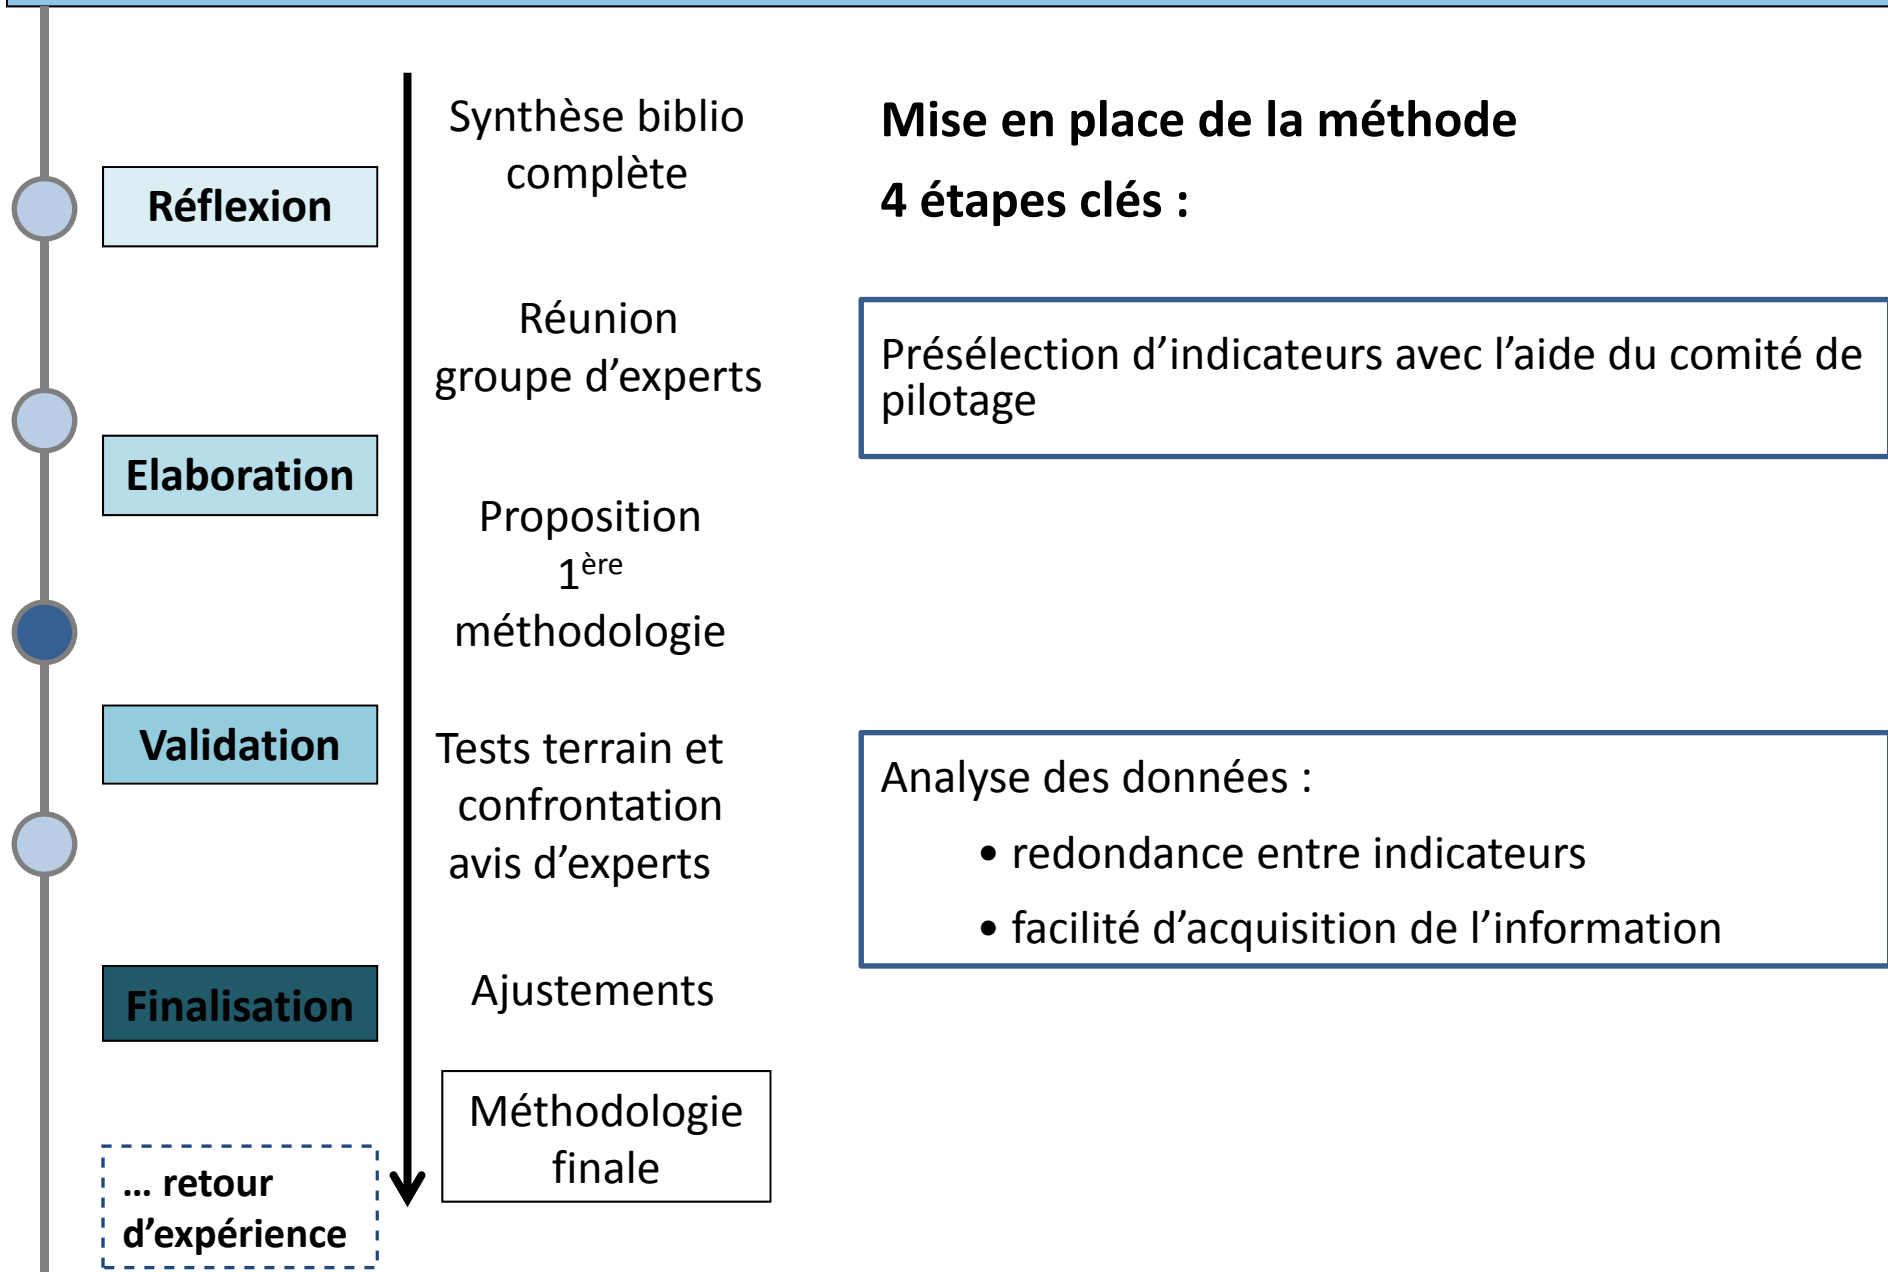 Réflexion
Elaboration
Validation
Finalisation
… retour
d’expérience
Synthèse biblio
complète
Réunion
groupe d’experts
Proposition
1ère
méthodologie
Tests terrain et
confrontation
avis d’experts
Ajustements
Méthodologie
finale
Mise en place de la méthode
4 étapes clés :
Présélection d’indicateurs avec l’aide du comité de
pilotage
Analyse des données :
• redondance entre indicateurs
• facilité d’acquisition de l’information